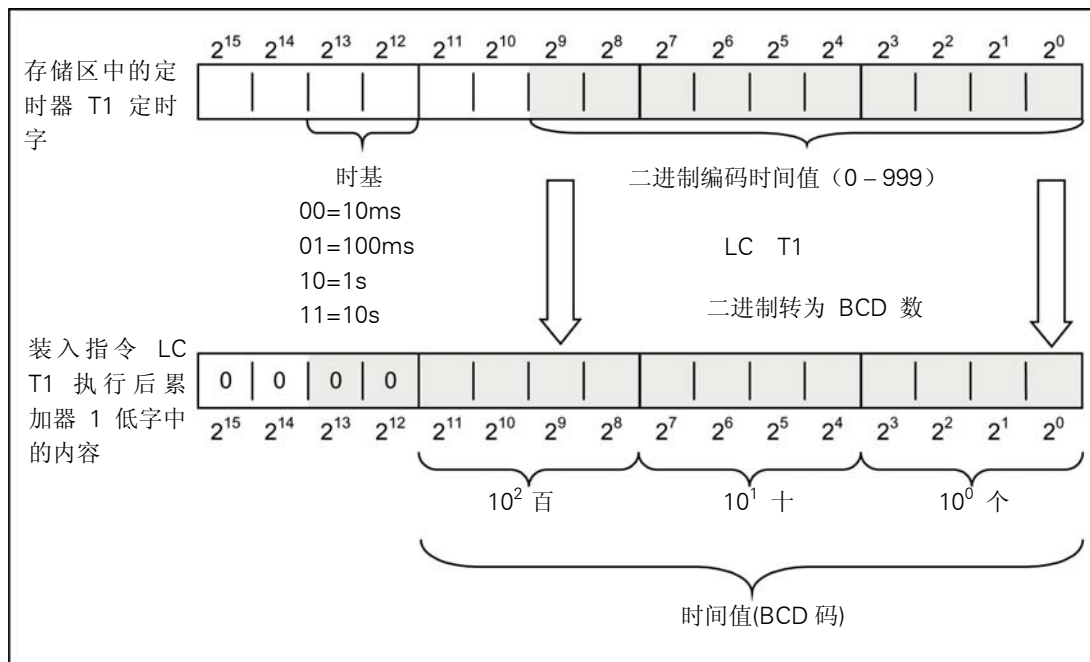 2¹⁵ 2¹⁴ 2¹³ 2¹² 2¹¹ 2¹⁰ 2⁹ 2⁸ 2⁷ 2⁶ 2⁵ 2⁴ 2³ 2² 2¹ 2⁰
存储区中的定
时器 T1 定时
字
时基
00=10ms
01=100ms
10=1s
11=10s
二进制编码时间值（0 – 999）
LC T1
二进制转为 BCD 数
装入指令 LC
T1 执行后累
加器 1 低字中
的内容
0 0 0 0
2¹⁵ 2¹⁴ 2¹³ 2¹² 2¹¹ 2¹⁰ 2⁹ 2⁸ 2⁷ 2⁶ 2⁵ 2⁴ 2³ 2² 2¹ 2⁰
10² 百 10¹ 十 10⁰ 个
时间值(BCD 码)